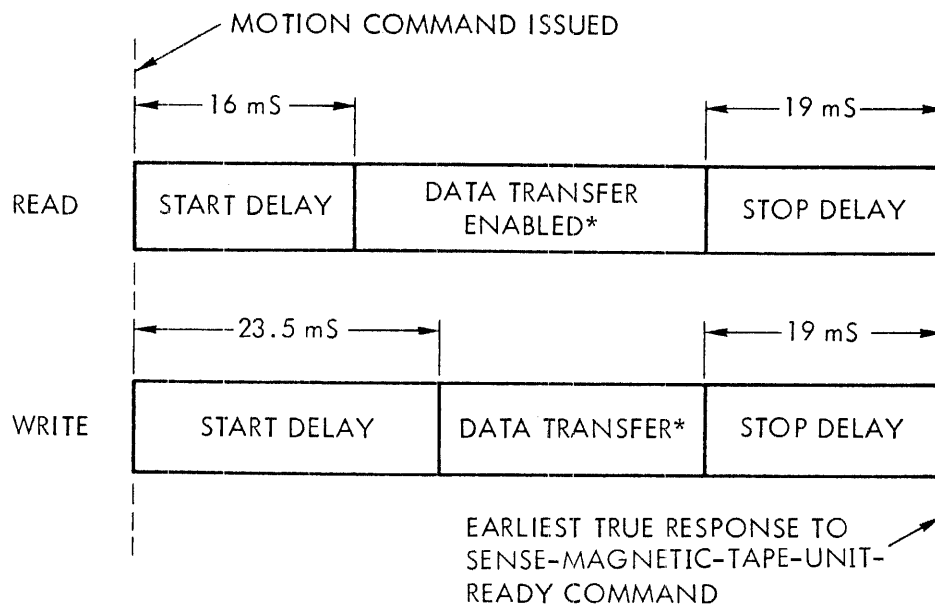 MOTION COMMAND ISSUED
16 mS
19 mS
READ
START DELAY
DATA TRANSFER
ENABLED*
STOP DELAY
23.5 mS
19 mS
WRITE
START DELAY
DATA TRANSFER*
STOP DELAY
EARLIEST TRUE RESPONSE TO
SENSE-MAGNETIC-TAPE-UNIT-
READY COMMAND